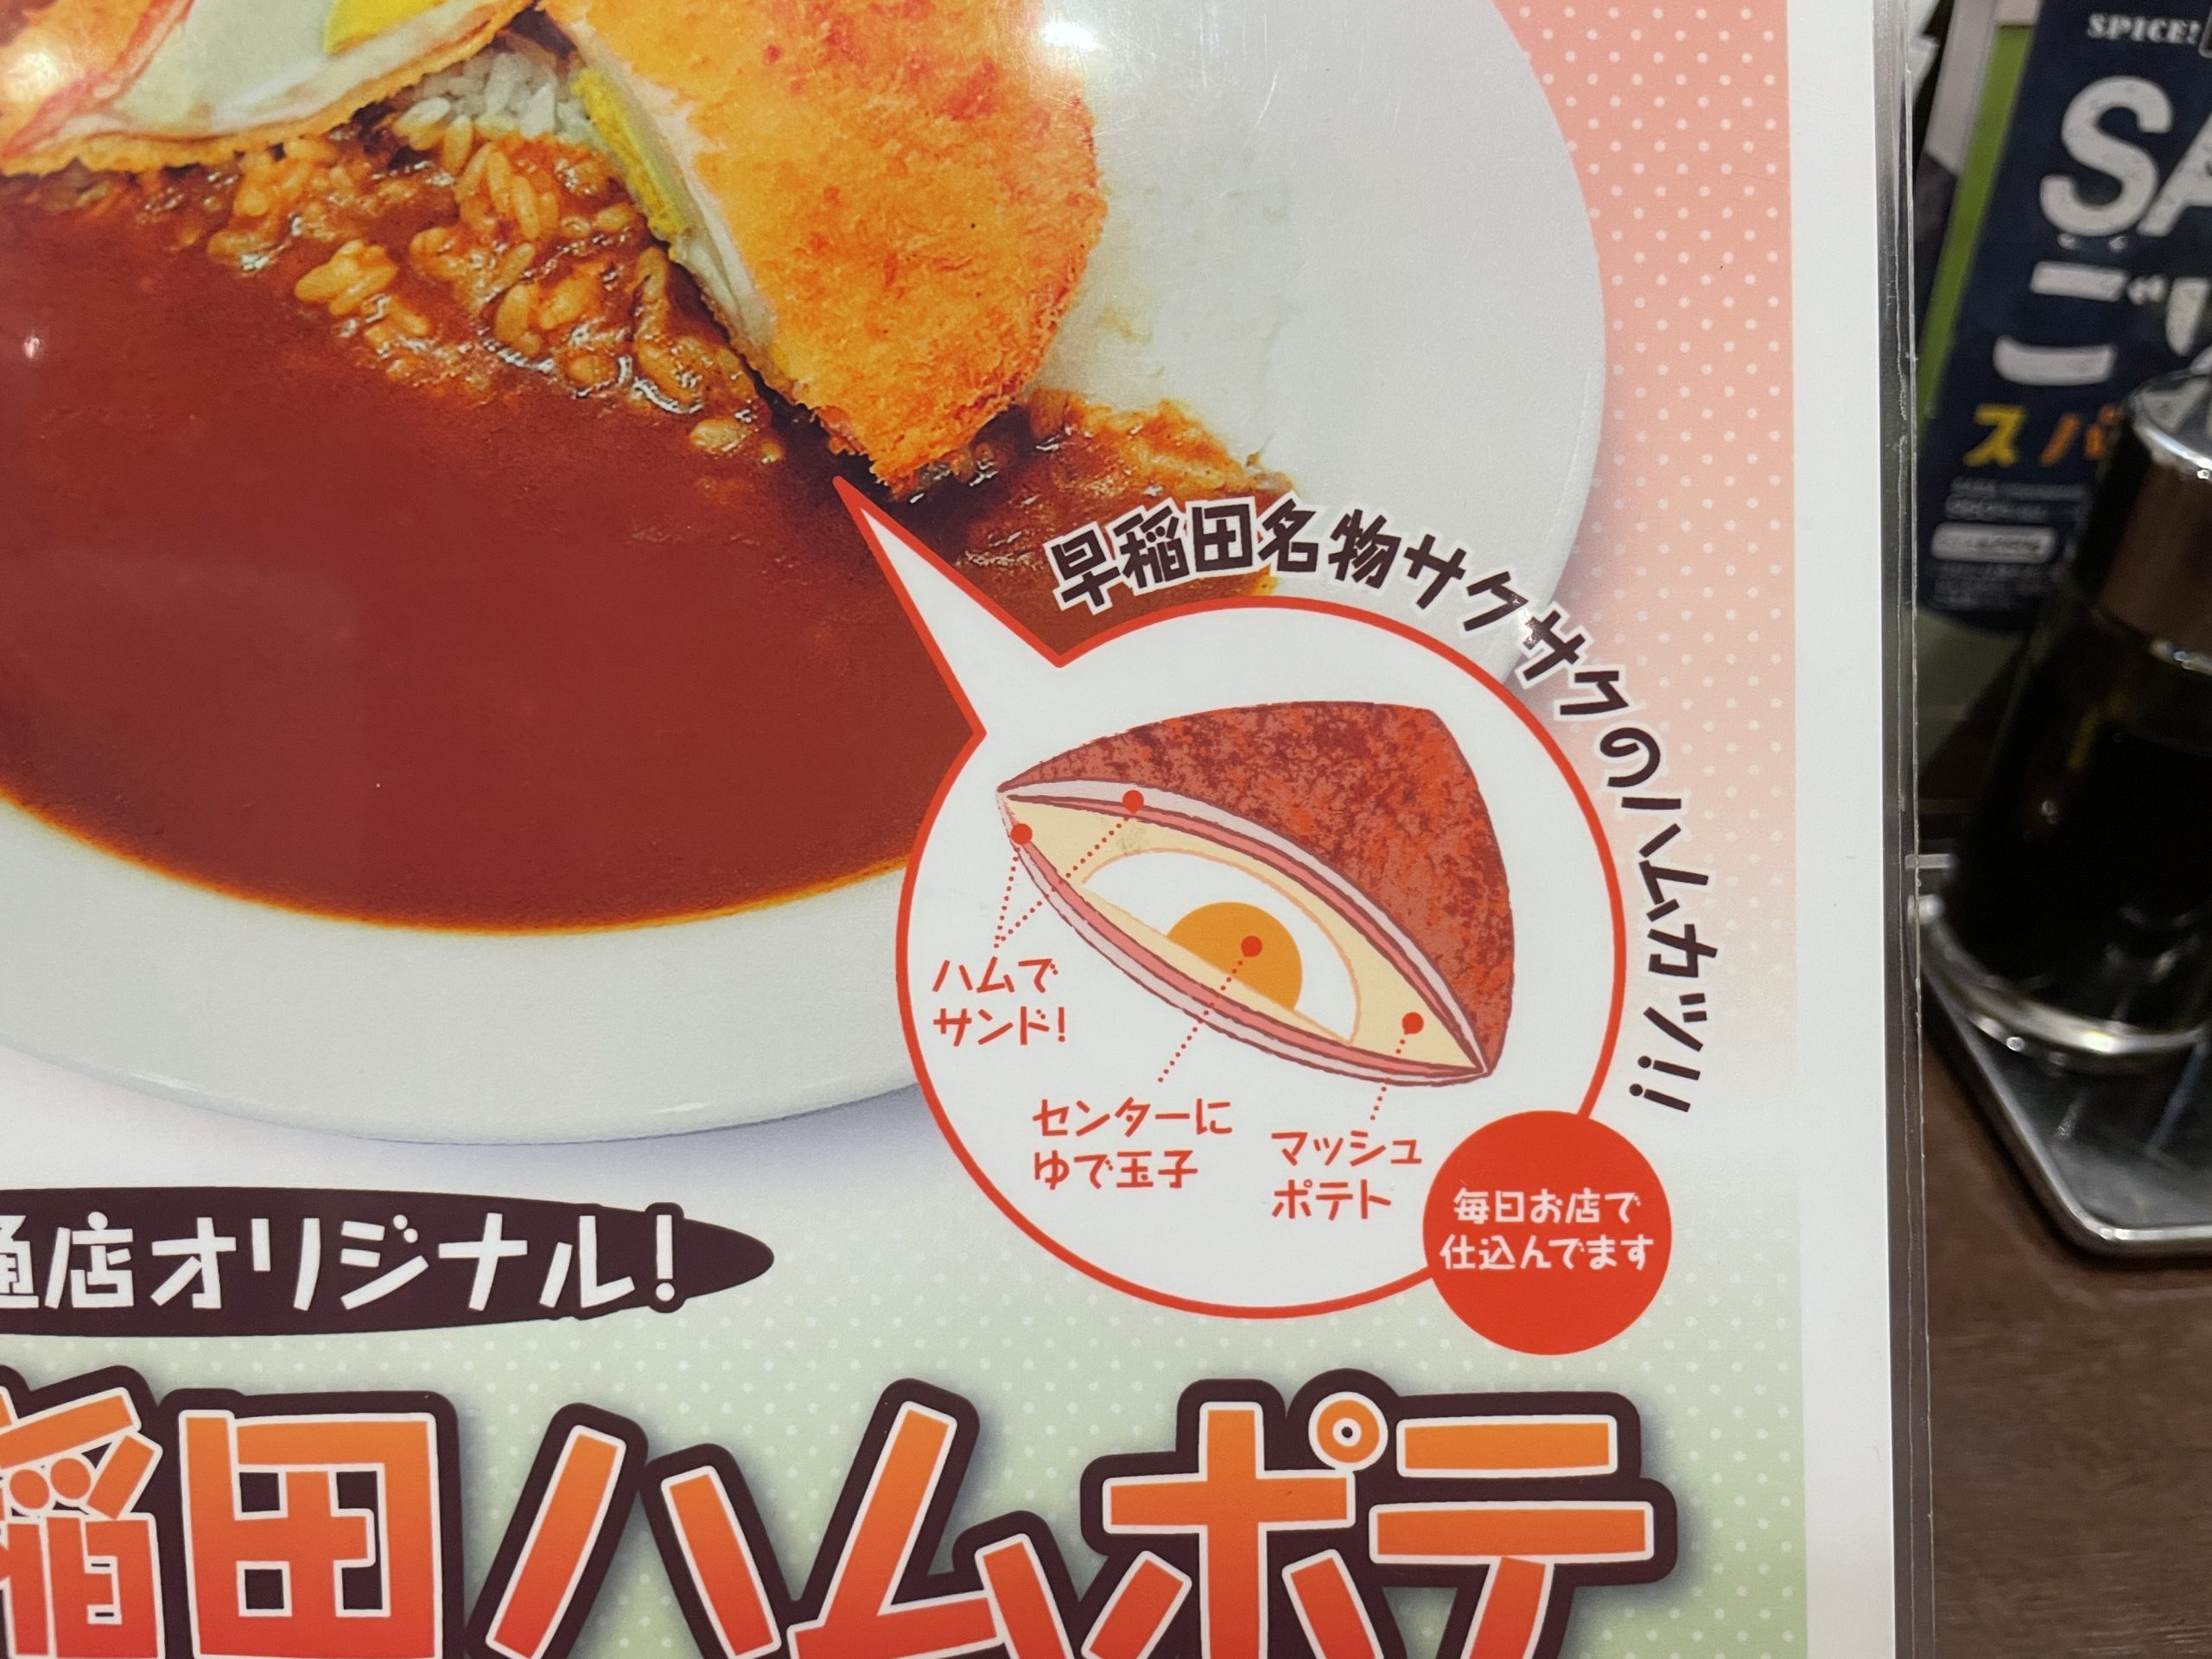 早稲田名物サクサクのハムカツ!!
ハムで
サンド!
センターに
ゆで玉子
マッシュ
ポテト
毎日お店で
仕込んでます
通店オリジナル!
稲田ハムポテ
SPICE!
SA
ス